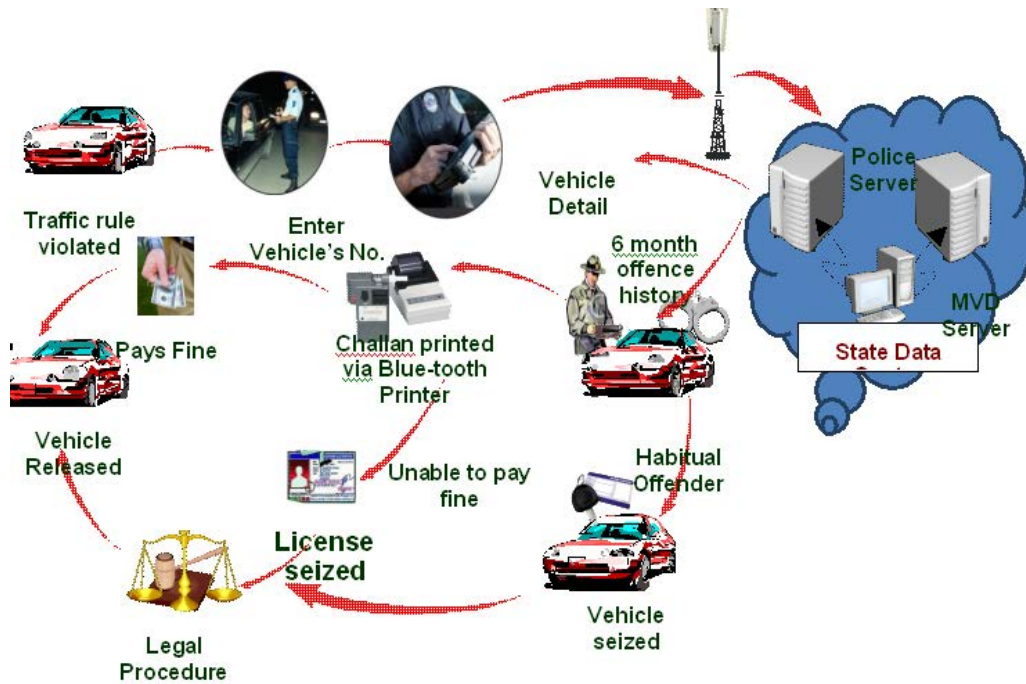 Traffic rule
violated
Enter
Vehicle's No.
Vehicle
Detail
Police
Server
MVD
Server
State Data
6 month
offence
history
Challan printed
via Blue-tooth
Printer
Pays Fine
Vehicle
Released
Unable to pay
fine
Habitual
Offender
License
seized
Vehicle
seized
Legal
Procedure